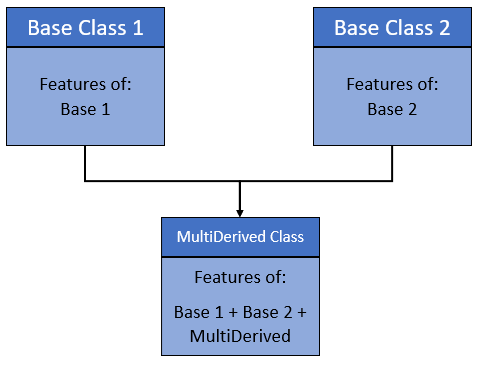 Base Class 1
Features of:
Base 1
Base Class 2
Features of:
Base 2
MultiDerived Class
Features of:
Base 1 + Base 2 +
MultiDerived